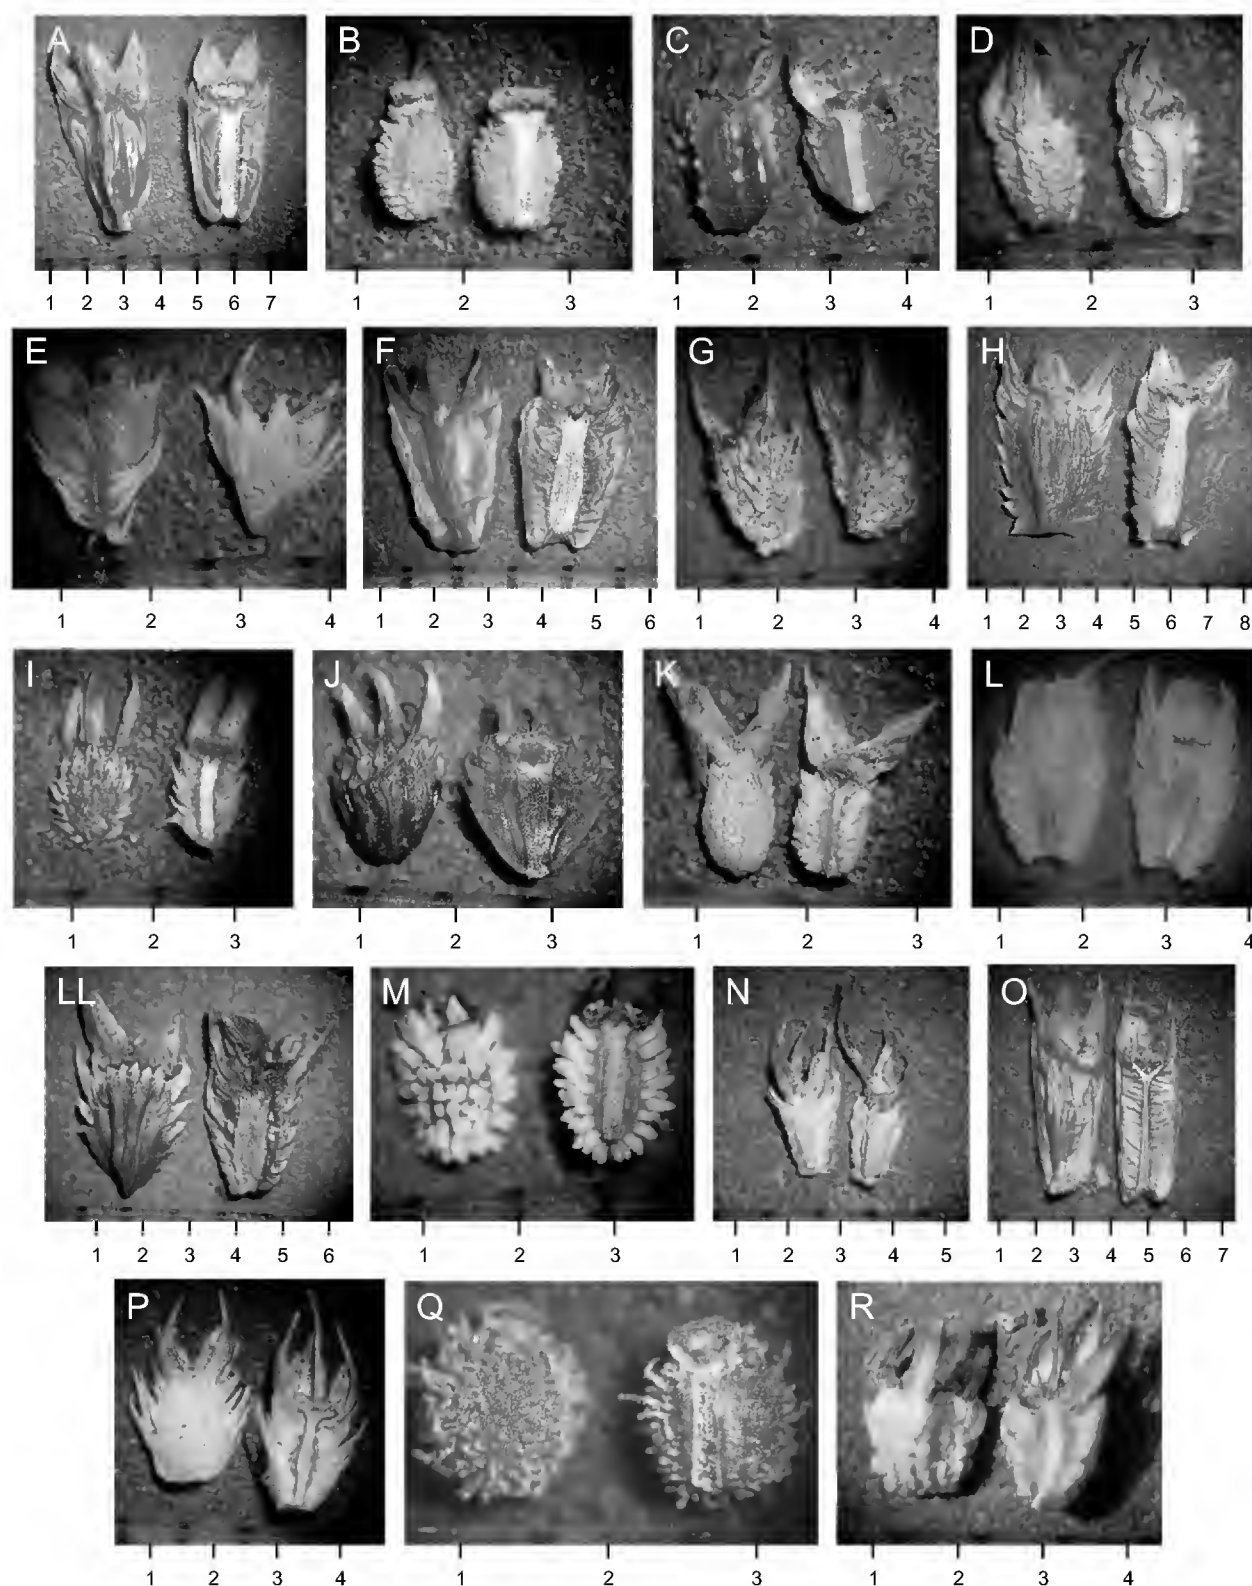 A B C D
1 2 3 4 5 6 7 1 2 3 1 2 3 4 1 2 3
E F G H
1 2 3 4 1 2 3 4 5 6 1 2 3 4 1 2 3 4 5 6 7 8
I J K L
1 2 3 1 2 3 1 2 3 1 2 3 4
LL M N O
1 2 3 4 5 6 1 2 3 1 2 3 4 5 1 2 3 4 5 6 7
P Q R
1 2 3 4 1 2 3 1 2 3 4